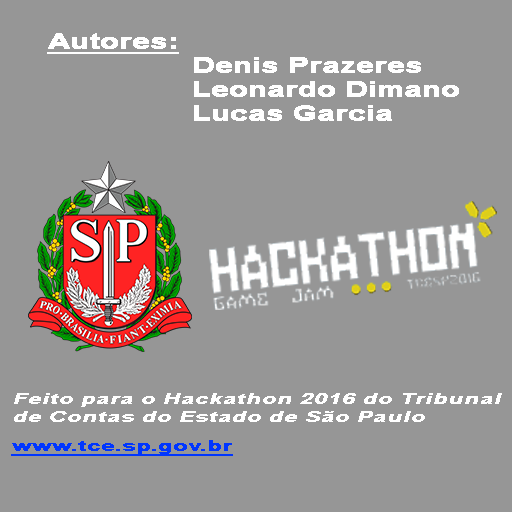 Autores:
Denis Prazeres
Leonardo Dimano
Lucas Garcia
SP
PRO·BRASILIA·FIANT·EXIMIA
HACKATHON
GAME JAM
TCESP2016
Feito para o Hackathon 2016 do Tribunal
de Contas do Estado de São Paulo
www.tce.sp.gov.br